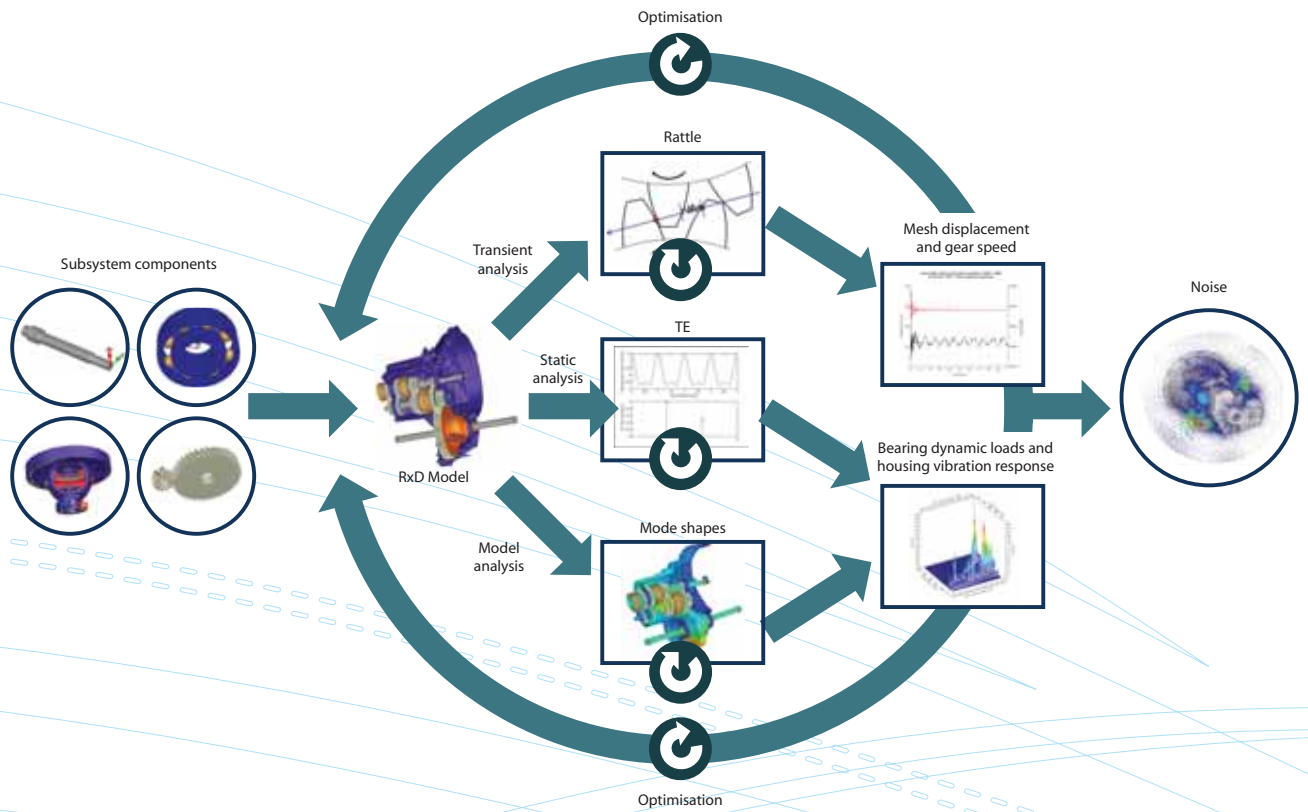 Optimisation
Rattle
Mesh displacement
and gear speed
Transient
analysis
Subsystem components
Noise
TE
Static
analysis
Bearing dynamic loads and
housing vibration response
RxD Model
Mode shapes
Model
analysis
Optimisation